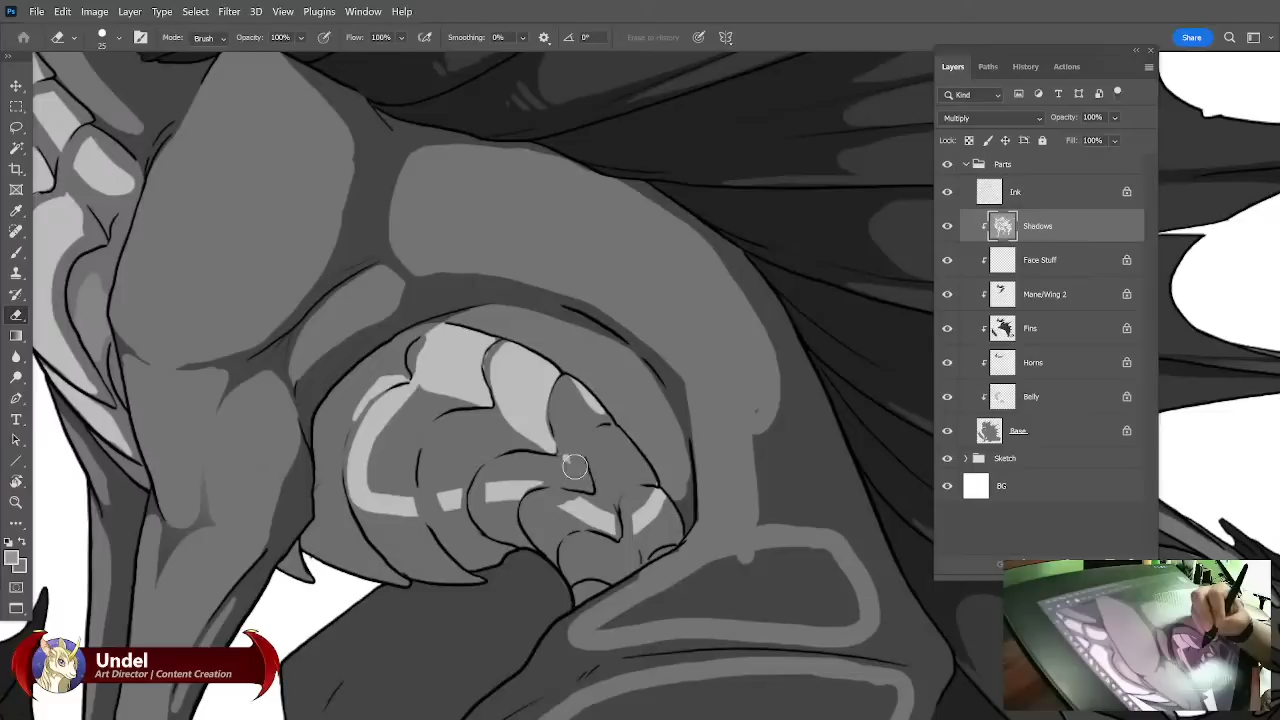 Ps File Edit Image Layer Type Select Filter 3D View Plugins Window Help
25 Mode: Brush Opacity: 100% Flow: 100% Smoothing: 0% 0° Erase to History Share
Layers Paths History Actions
Kind
Multiply Opacity: 100%
Lock: Fill: 100%
Parts
Ink
Shadows
Face Stuff
Mane/Wing 2
Fins
Horns
Belly
Base
Sketch
BG
Undel
Art Director | Content Creation